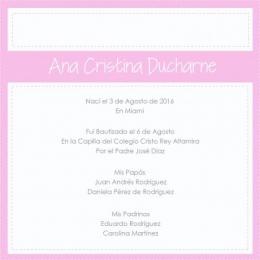 Ana Cristina Ducharne
Nací el 3 de Agosto de 2016
En Miami
Fui Bautizada el 6 de Agosto
En la Capilla del Colegio Cristo Rey Altamira
Por el Padre José Díaz
Mis Papás
Juan Andrés Rodríguez
Daniela Pérez de Rodríguez
Mis Padrinos
Eduardo Rodríguez
Carolina Martínez